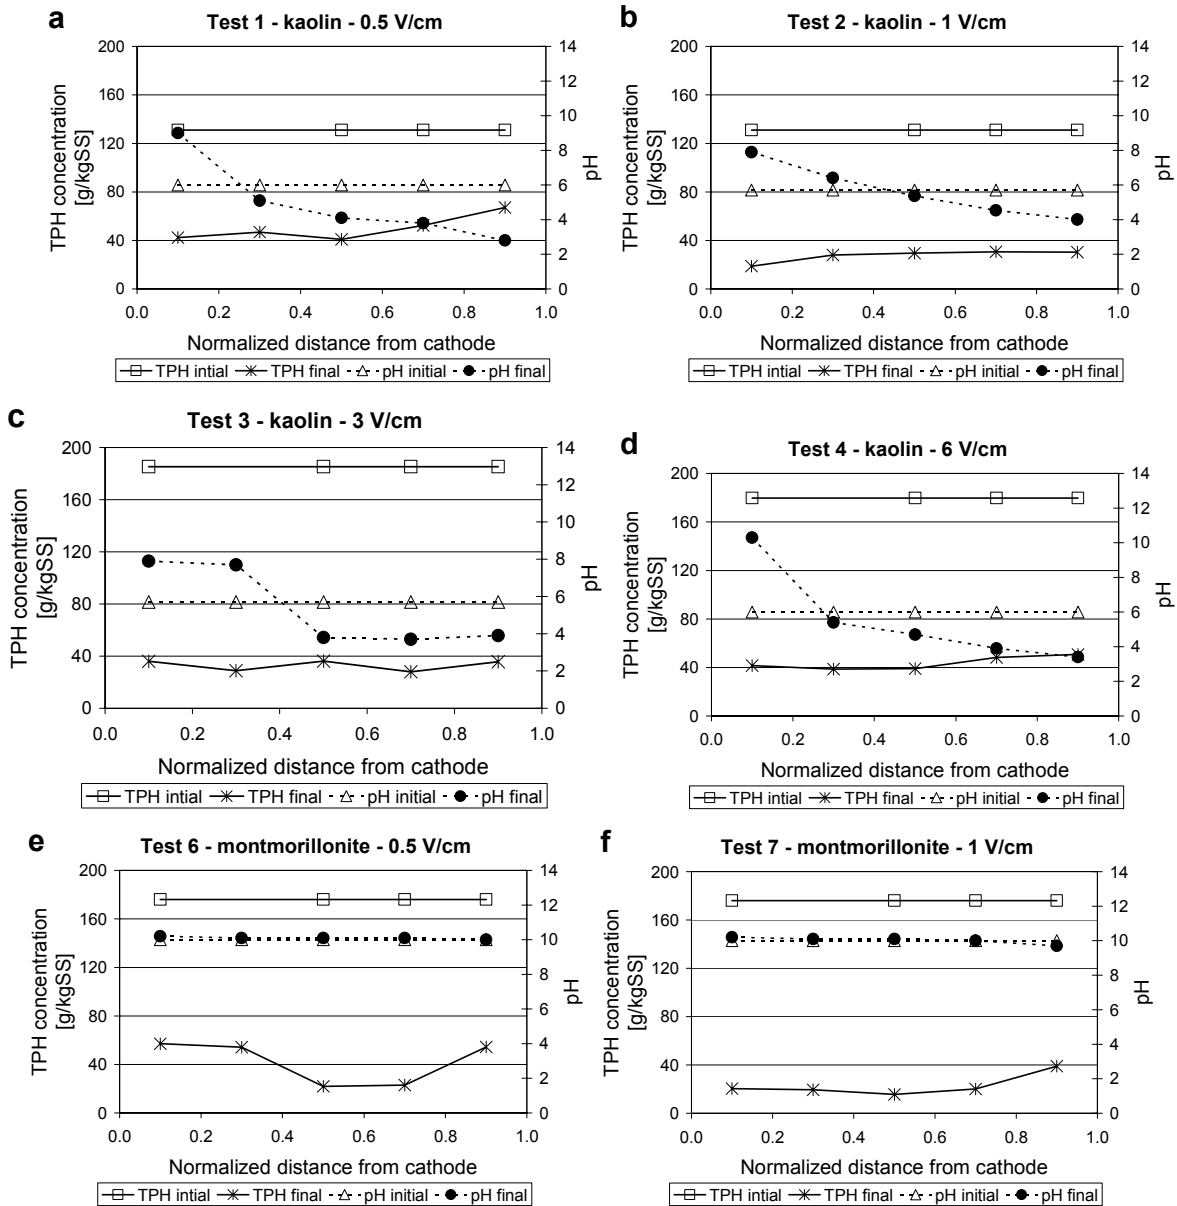 a
Test 1 - kaolin - 0.5 V/cm
200
160
120
80
40
0
14
12
10
8
6
4
2
0
0.0 0.2 0.4 0.6 0.8 1.0
TPH concentration
[g/kgSS]
pH
Normalized distance from cathode
TPH intial TPH final pH initial pH final
b
Test 2 - kaolin - 1 V/cm
200
160
120
80
40
0
14
12
10
8
6
4
2
0
0.0 0.2 0.4 0.6 0.8 1.0
TPH concentration
[g/kgSS]
pH
Normalized distance from cathode
TPH intial TPH final pH initial pH final
c
Test 3 - kaolin - 3 V/cm
200
160
120
80
40
0
14
12
10
8
6
4
2
0
0.0 0.2 0.4 0.6 0.8 1.0
TPH concentration
[g/kgSS]
pH
Normalized distance from cathode
TPH intial TPH final pH initial pH final
d
Test 4 - kaolin - 6 V/cm
200
160
120
80
40
0
14
12
10
8
6
4
2
0
0.0 0.2 0.4 0.6 0.8 1.0
TPH concentration
[g/kgSS]
pH
Normalized distance from cathode
TPH intial TPH final pH initial pH final
e
Test 6 - montmorillonite - 0.5 V/cm
200
160
120
80
40
0
14
12
10
8
6
4
2
0
0.0 0.2 0.4 0.6 0.8 1.0
TPH concentration
[g/kgSS]
pH
Normalized distance from cathode
TPH intial TPH final pH initial pH final
f
Test 7 - montmorillonite - 1 V/cm
200
160
120
80
40
0
14
12
10
8
6
4
2
0
0.0 0.2 0.4 0.6 0.8 1.0
TPH concentration
[g/kgSS]
pH
Normalized distance from cathode
TPH intial TPH final pH initial pH final